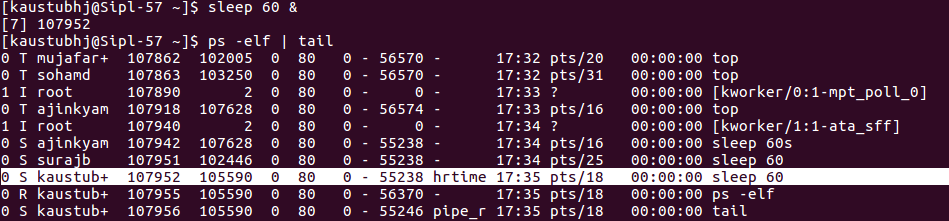 [kaustubhj@Sipl-57 ~]$ sleep 60 &
[7] 107952
[kaustubhj@Sipl-57 ~]$ ps -elf | tail
0 T mujafar+  107862  102005  0  80   0 - 56570 -      17:32 pts/20   00:00:00 top
0 T sohamd    107863  103250  0  80   0 - 56570 -      17:32 pts/31   00:00:00 top
1 I root      107890       2  0  80   0 -     0 -      17:33 ?        00:00:00 [kworker/0:1-mpt_poll_0]
0 T ajinkyam  107918  107628  0  80   0 - 56574 -      17:33 pts/16   00:00:00 top
1 I root      107940       2  0  80   0 -     0 -      17:34 ?        00:00:00 [kworker/1:1-ata_sff]
0 S ajinkyam  107942  107628  0  80   0 - 55238 -      17:34 pts/16   00:00:00 sleep 60s
0 S surajb    107951  102446  0  80   0 - 55238 -      17:34 pts/25   00:00:00 sleep 60
0 S kaustub+  107952  105590  0  80   0 - 55238 hrtime 17:35 pts/18   00:00:00 sleep 60
0 R kaustub+  107955  105590  0  80   0 - 56370 -      17:35 pts/18   00:00:00 ps -elf
0 S kaustub+  107956  105590  0  80   0 - 55246 pipe_r 17:35 pts/18   00:00:00 tail